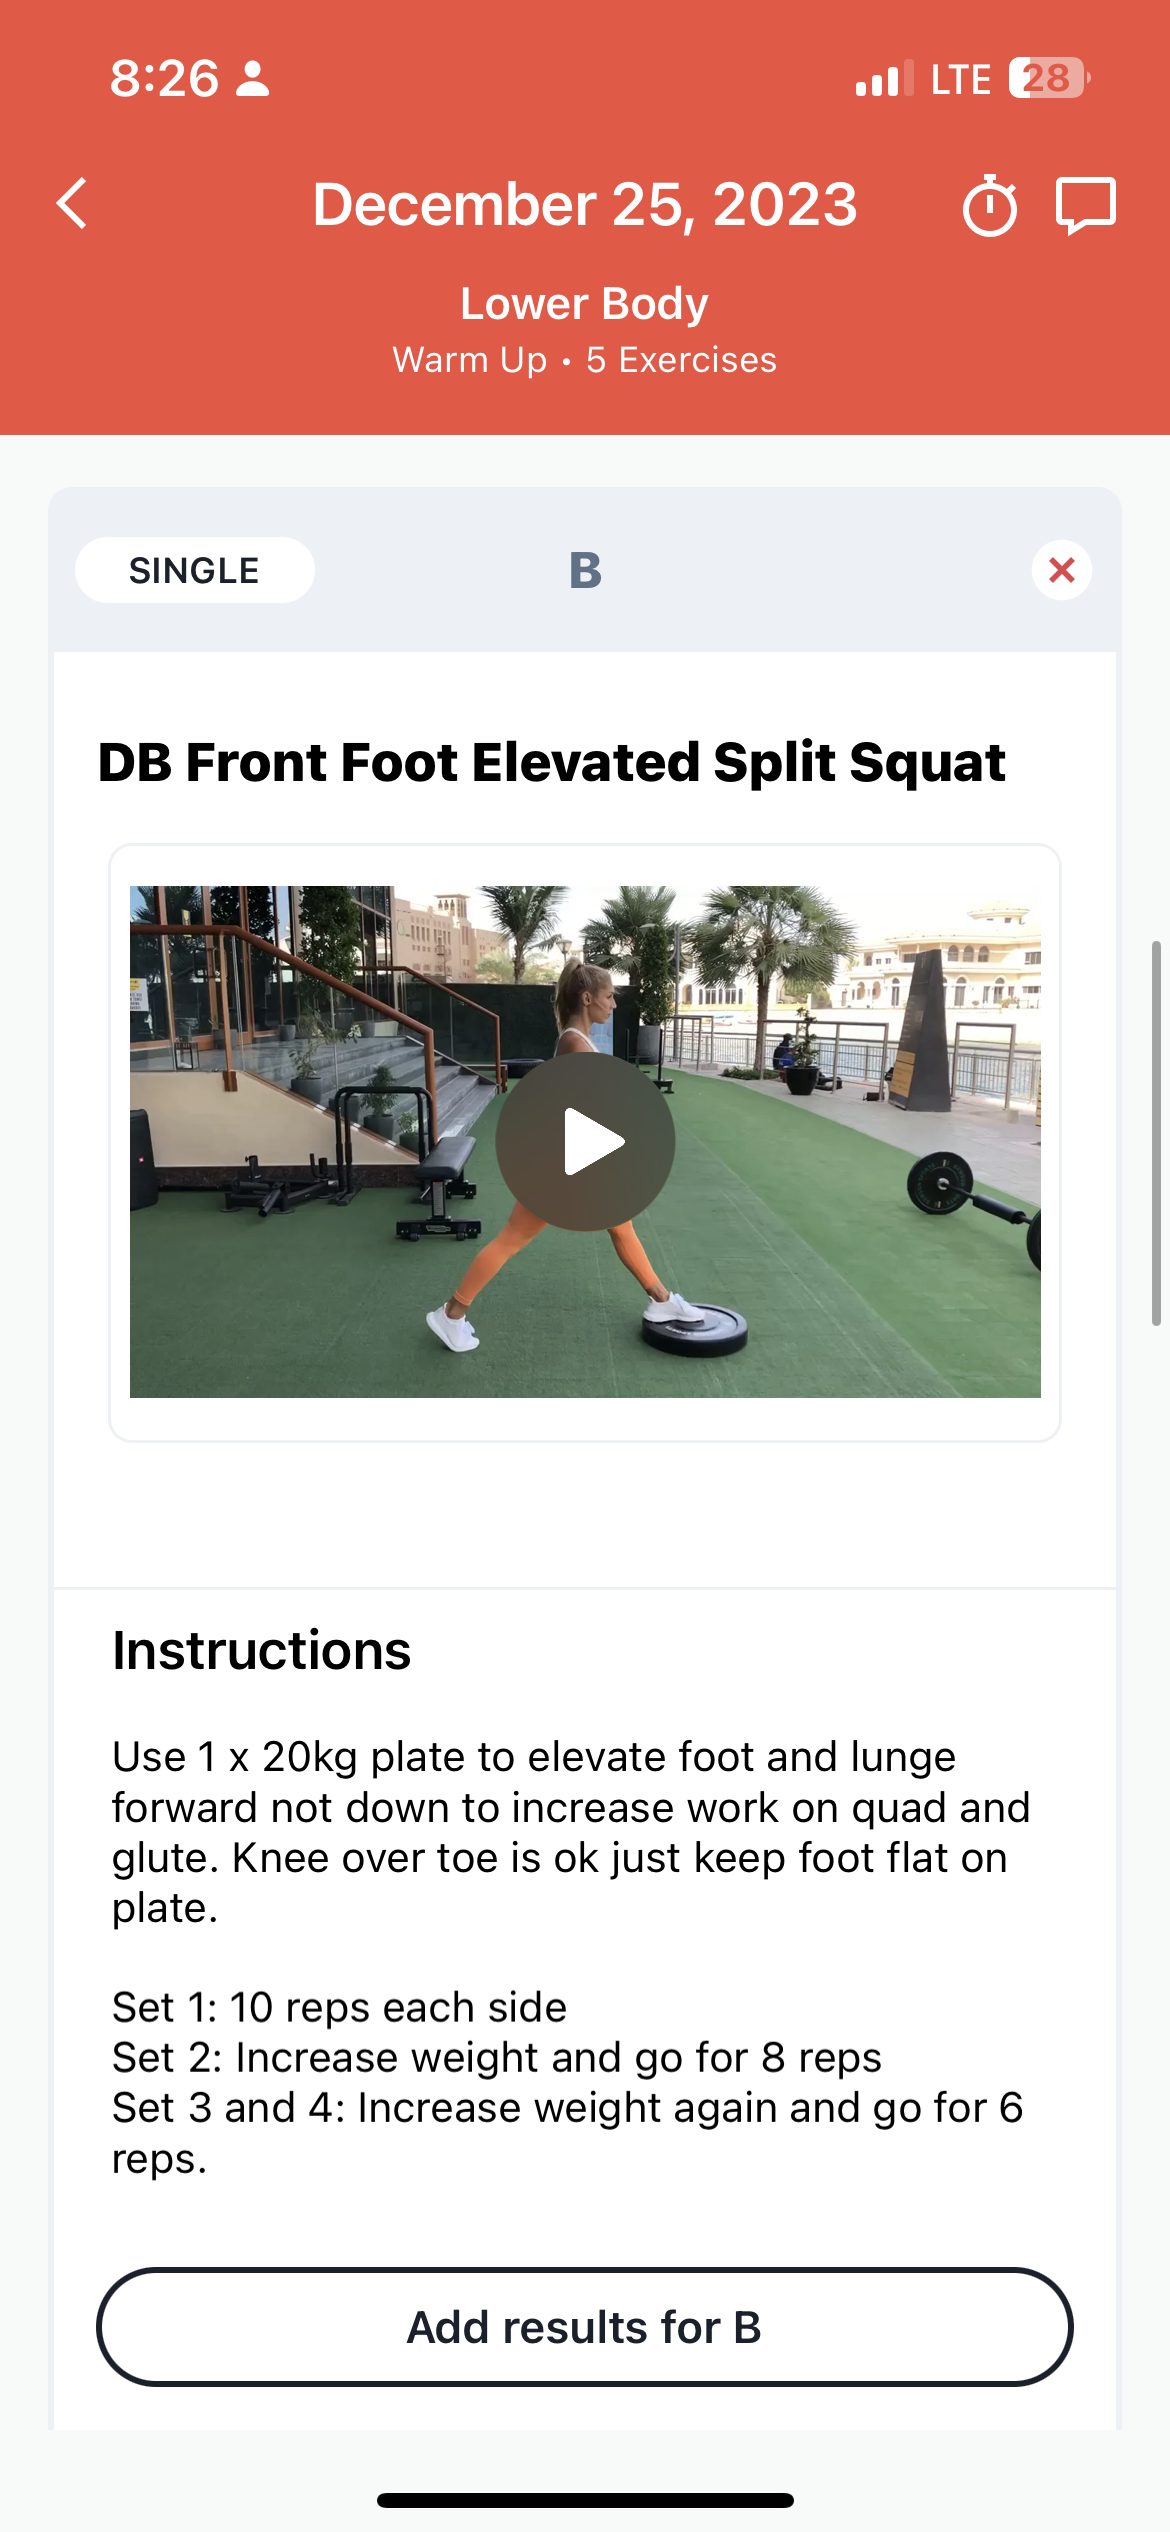 8:26
LTE 28
December 25, 2023
Lower Body
Warm Up • 5 Exercises
SINGLE
B
DB Front Foot Elevated Split Squat
Instructions
Use 1 x 20kg plate to elevate foot and lunge
forward not down to increase work on quad and
glute. Knee over toe is ok just keep foot flat on
plate.
Set 1: 10 reps each side
Set 2: Increase weight and go for 8 reps
Set 3 and 4: Increase weight again and go for 6
reps.
Add results for B